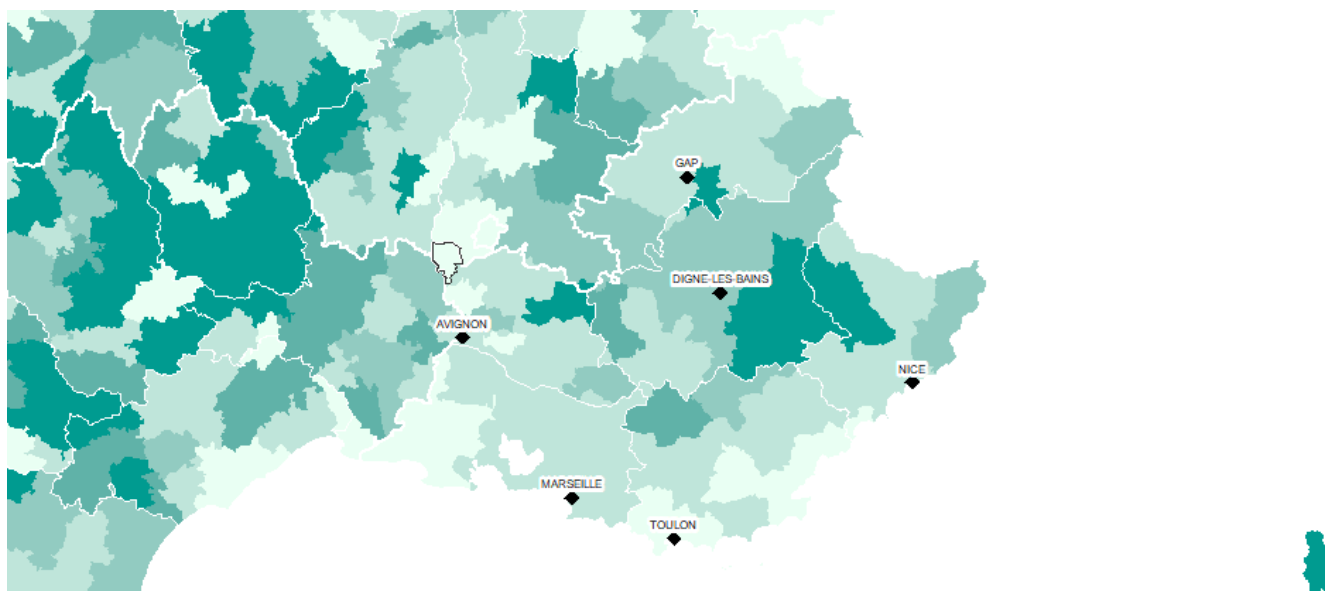 GAP
DIGNE-LES-BAINS
AVIGNON
NICE
MARSEILLE
TOULON